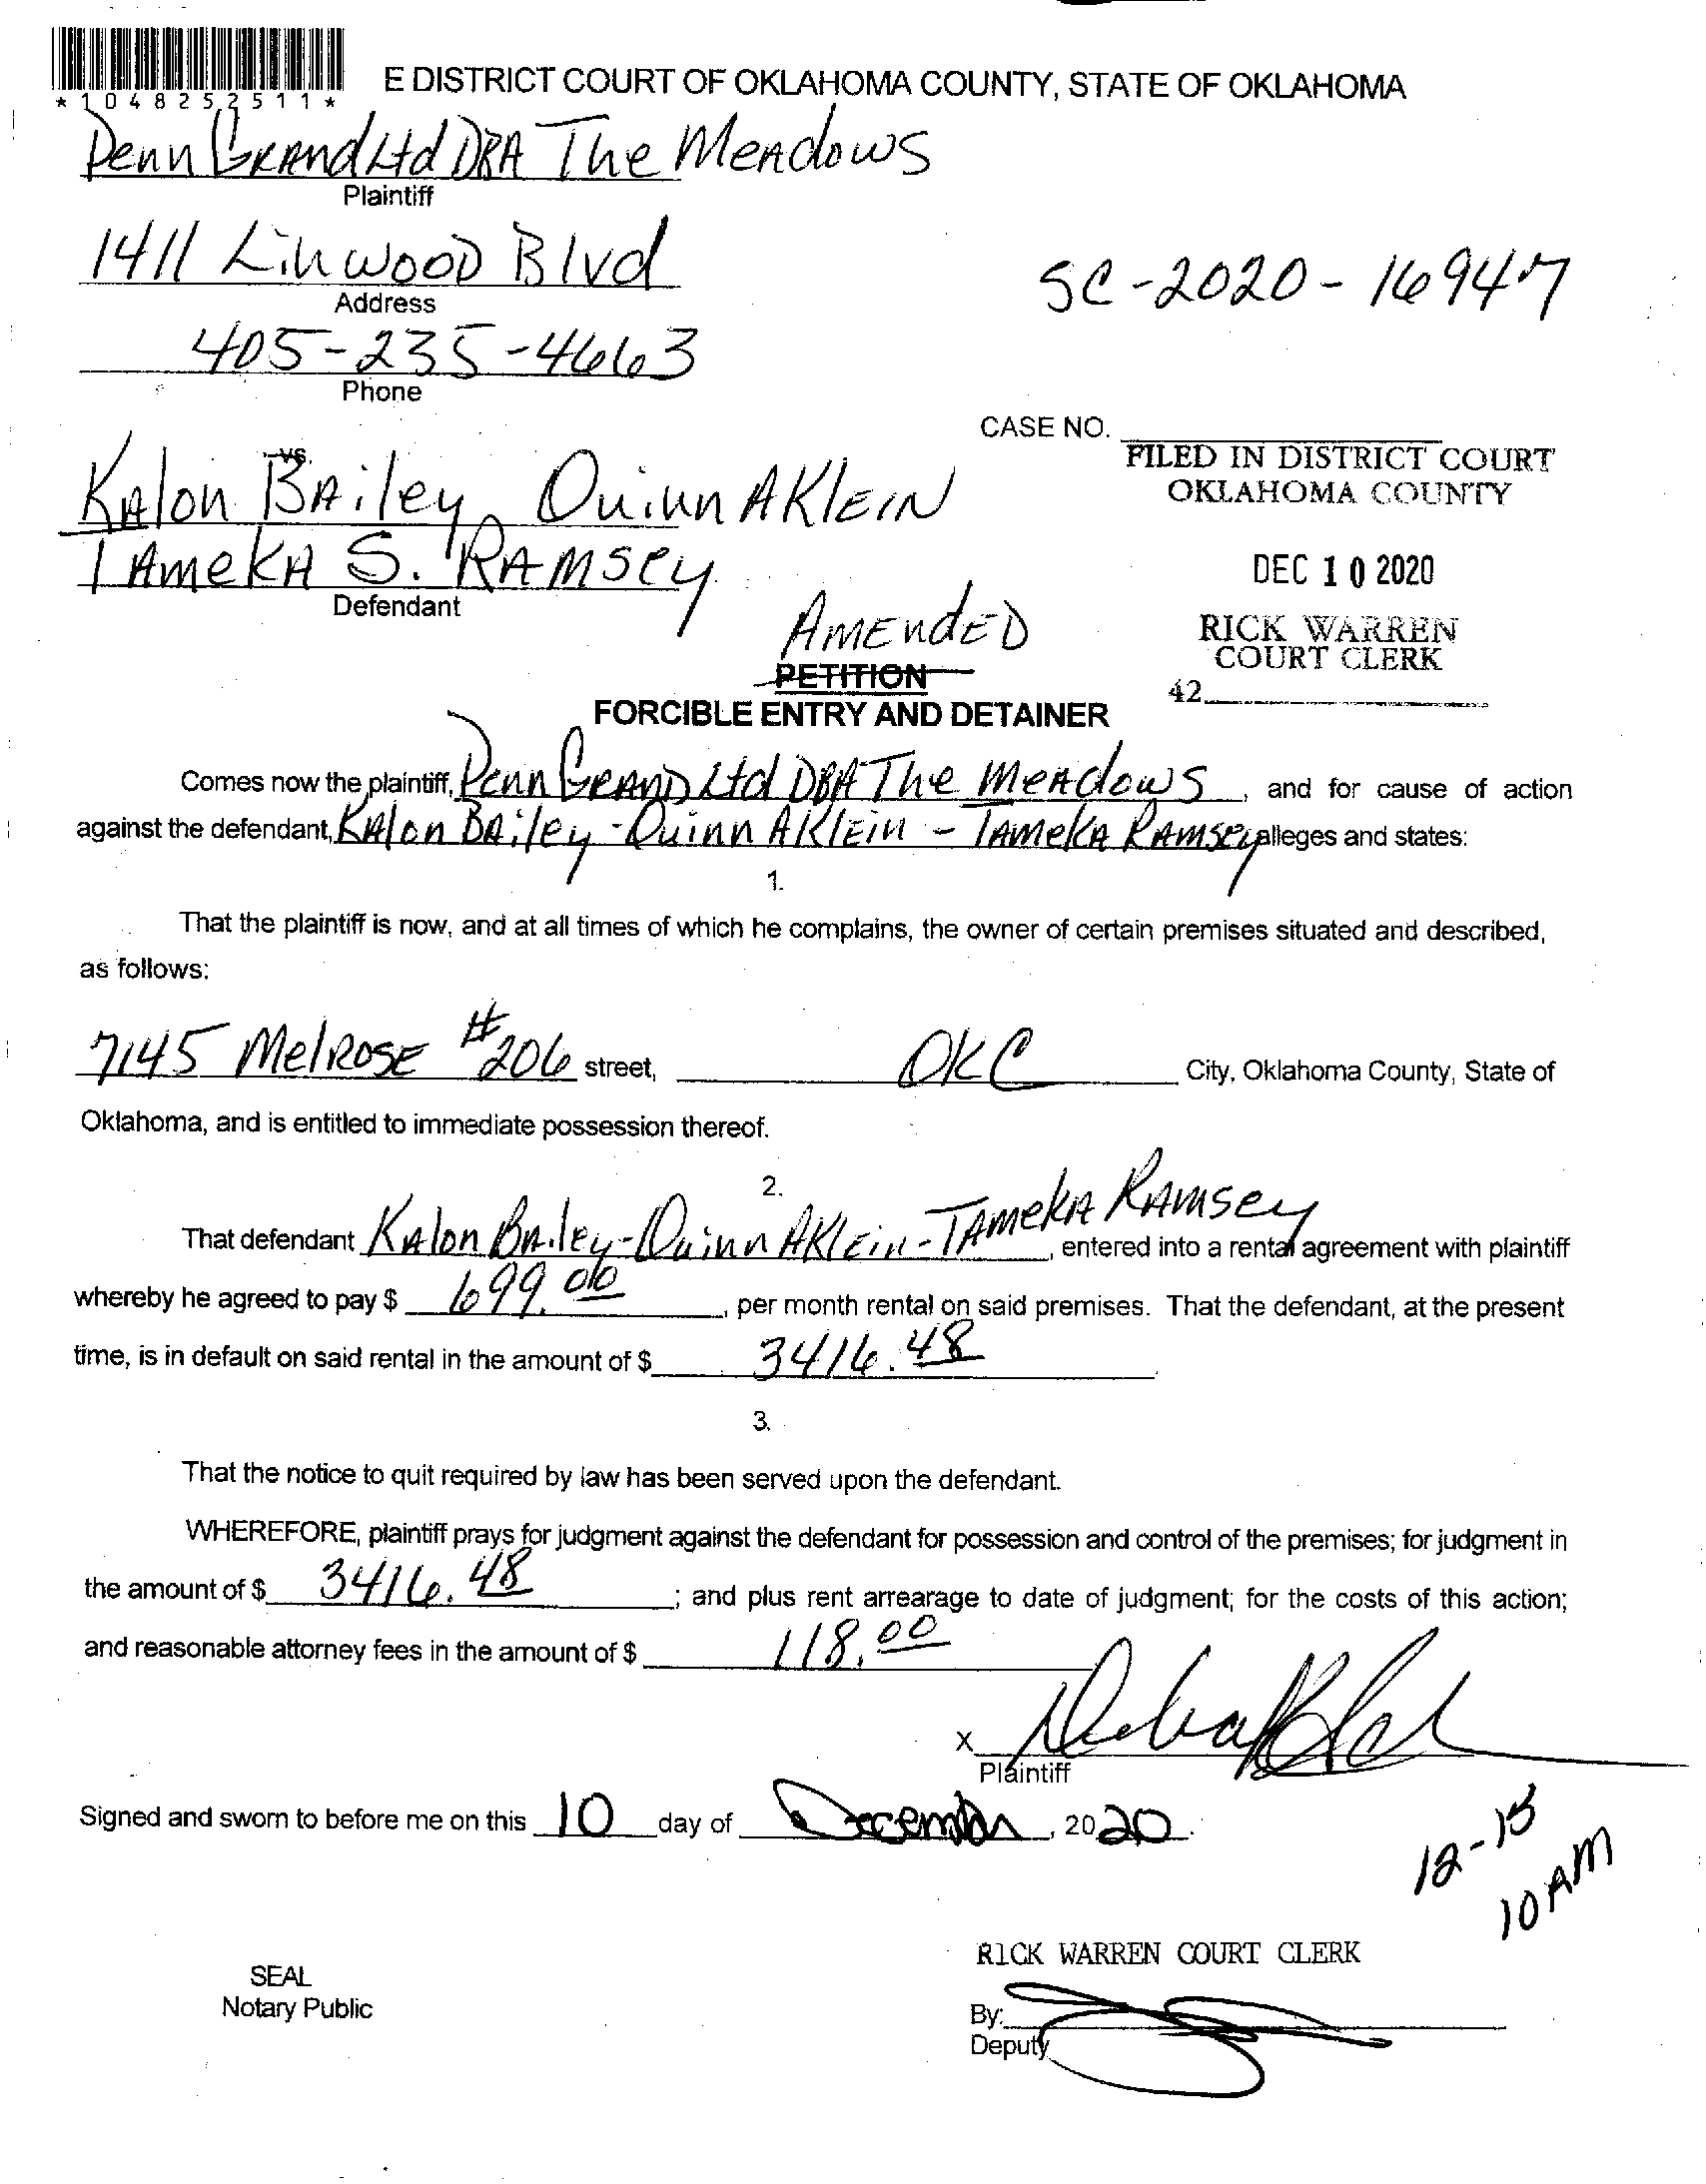 *1048252511*
E DISTRICT COURT OF OKLAHOMA COUNTY, STATE OF OKLAHOMA
Penn Grand Ltd DBA The Meadows
Plaintiff
1411 Linwood Blvd
Address
SC-2020-16947
405-235-4663
Phone
CASE NO.
FILED IN DISTRICT COURT
OKLAHOMA COUNTY
vs.
Kalon Bailey, Quinn AKlein
Tameka S. Ramsey
Defendant
DEC 10 2020
RICK WARREN
COURT CLERK
42
Amended
PETITION
FORCIBLE ENTRY AND DETAINER
Comes now the plaintiff, Penn Grand Ltd DBA The Meadows, and for cause of action
against the defendant, Kalon Bailey-Quinn AKlein - Tameka Ramsey alleges and states:
1.
That the plaintiff is now, and at all times of which he complains, the owner of certain premises situated and described,
as follows:
7145 Melrose #206 street, OKC City, Oklahoma County, State of
Oklahoma, and is entitled to immediate possession thereof.
2.
That defendant Kalon Bailey-Quinn AKlein-Tameka Ramsey, entered into a rental agreement with plaintiff
whereby he agreed to pay $ 699.00, per month rental on said premises. That the defendant, at the present
time, is in default on said rental in the amount of $ 3416.48
3.
That the notice to quit required by law has been served upon the defendant.
WHEREFORE, plaintiff prays for judgment against the defendant for possession and control of the premises; for judgment in
the amount of $ 3416.48; and plus rent arrearage to date of judgment; for the costs of this action;
and reasonable attorney fees in the amount of $ 118.00
X
Plaintiff
Signed and sworn to before me on this 10 day of December, 2020
10 AM
RICK WARREN COURT CLERK
SEAL
Notary Public
By:
Deputy